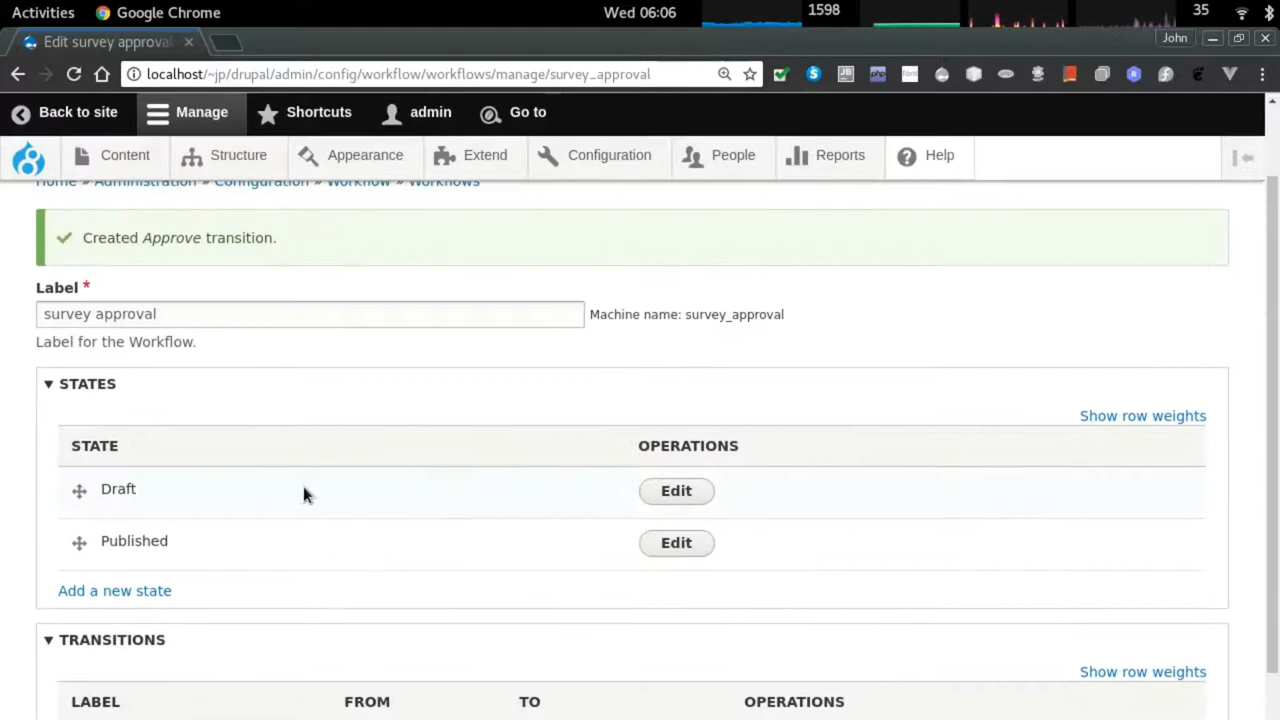 Activities Google Chrome Wed 06:06 1598 35
Edit survey approval John
localhost/~jp/drupal/admin/config/workflow/workflows/manage/survey_approval
Back to site Manage Shortcuts admin Go to
Content Structure Appearance Extend Configuration People Reports Help
Home » Administration » Configuration » Workflow » Workflows
Created Approve transition.
Label *
survey approval Machine name: survey_approval
Label for the Workflow.
STATES
Show row weights
STATE OPERATIONS
Draft Edit
Published Edit
Add a new state
TRANSITIONS
Show row weights
LABEL FROM TO OPERATIONS